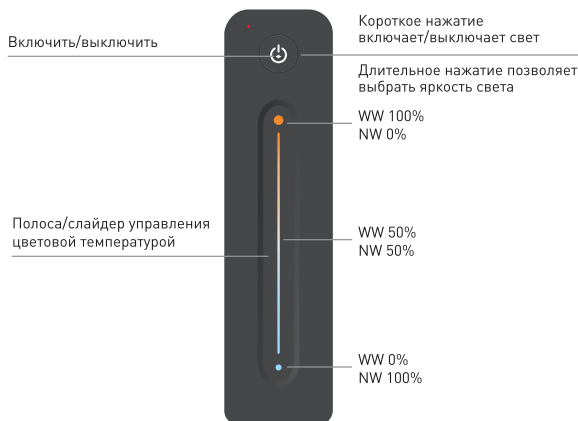 Включить/выключить
Короткое нажатие
включает/выключает свет
Длительное нажатие позволяет
выбрать яркость света
WW 100%
NW 0%
Полоса/слайдер управления
цветовой температурой
WW 50%
NW 50%
WW 0%
NW 100%